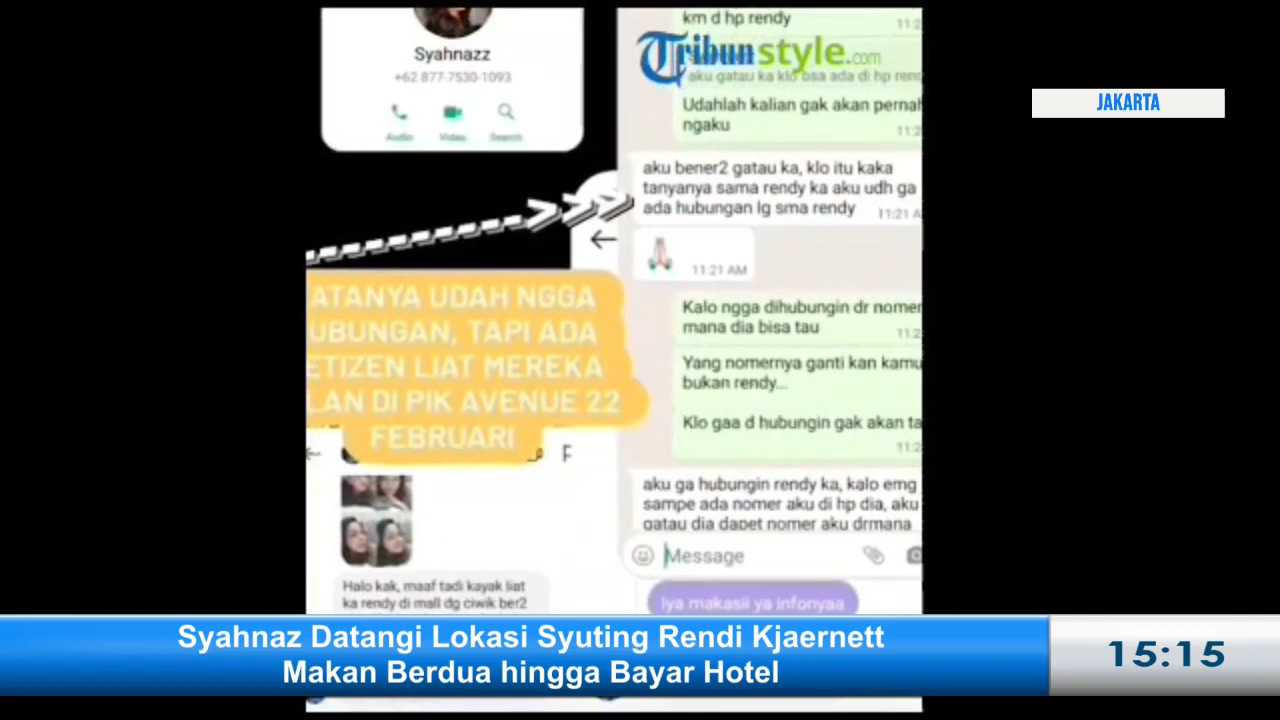 Syahnazz
+62 877-7530-1093
Audio Video Search
km d hp rendy
Tribunstyle.com
aku gatau ka klo bsa ada di hp
Udahlah kalian gak akan pernah
ngaku
aku bener2 gatau ka, klo itu kaka
tanyanya sama rendy ka aku udh ga
ada hubungan lg sma rendy
11:21 A
🙏
11:21 AM
Kalo ngga dihubungin dr nomer
mana dia bisa tau
Yang nomernya ganti kan kamu
bukan rendy...
Klo gaa d hubungin gak akan ta
aku ga hubungin rendy ka, kalo emg
sampe ada nomer aku di hp dia, aku
gatau dia dapet nomer aku drmana
Message
Iya makasii ya infonyaa
ATANYA UDAH NGGA
UBUNGAN, TAPI ADA
ETIZEN LIAT MEREKA
LAN DI PIK AVENUE 22
FEBRUARI
Halo kak, maaf tadi kayak liat
ka rendy di mall dg ciwik ber2
JAKARTA
Syahnaz Datangi Lokasi Syuting Rendi Kjaernett
Makan Berdua hingga Bayar Hotel
15:15